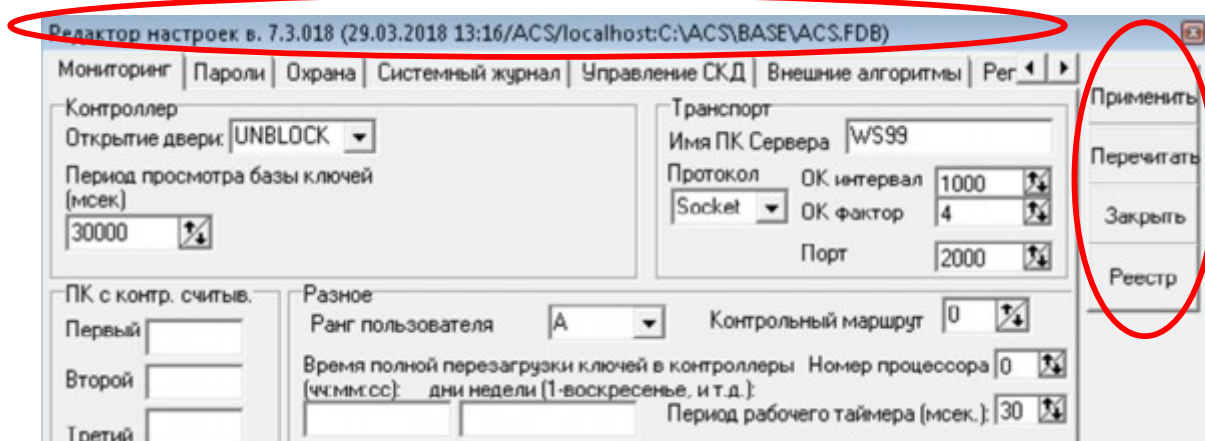 Редактор настроек в. 7.3.018 (29.03.2018 13:16/ACS/localhost:C:\ACS\BASE\ACS.FDB)
Мониторинг Пароли Охрана Системный журнал Управление СКД Внешние алгоритмы Рег
Применить
Перечитать
Закрыть
Реестр
Контроллер
Открытие двери: UNBLOCK
Период просмотра базы ключей
(мсек)
30000
Транспорт
Имя ПК Сервера WS99
Протокол ОК интервал 1000
Socket ОК фактор 4
Порт 2000
ПК с контр. считыв.
Первый
Второй
Третий
Разное
Ранг пользователя A Контрольный маршрут 0
Время полной перезагрузки ключей в контроллеры Номер процессора 0
(чч:мм:сс): дни недели (1-воскресенье, и т.д.):
Период рабочего таймера (мсек.): 30